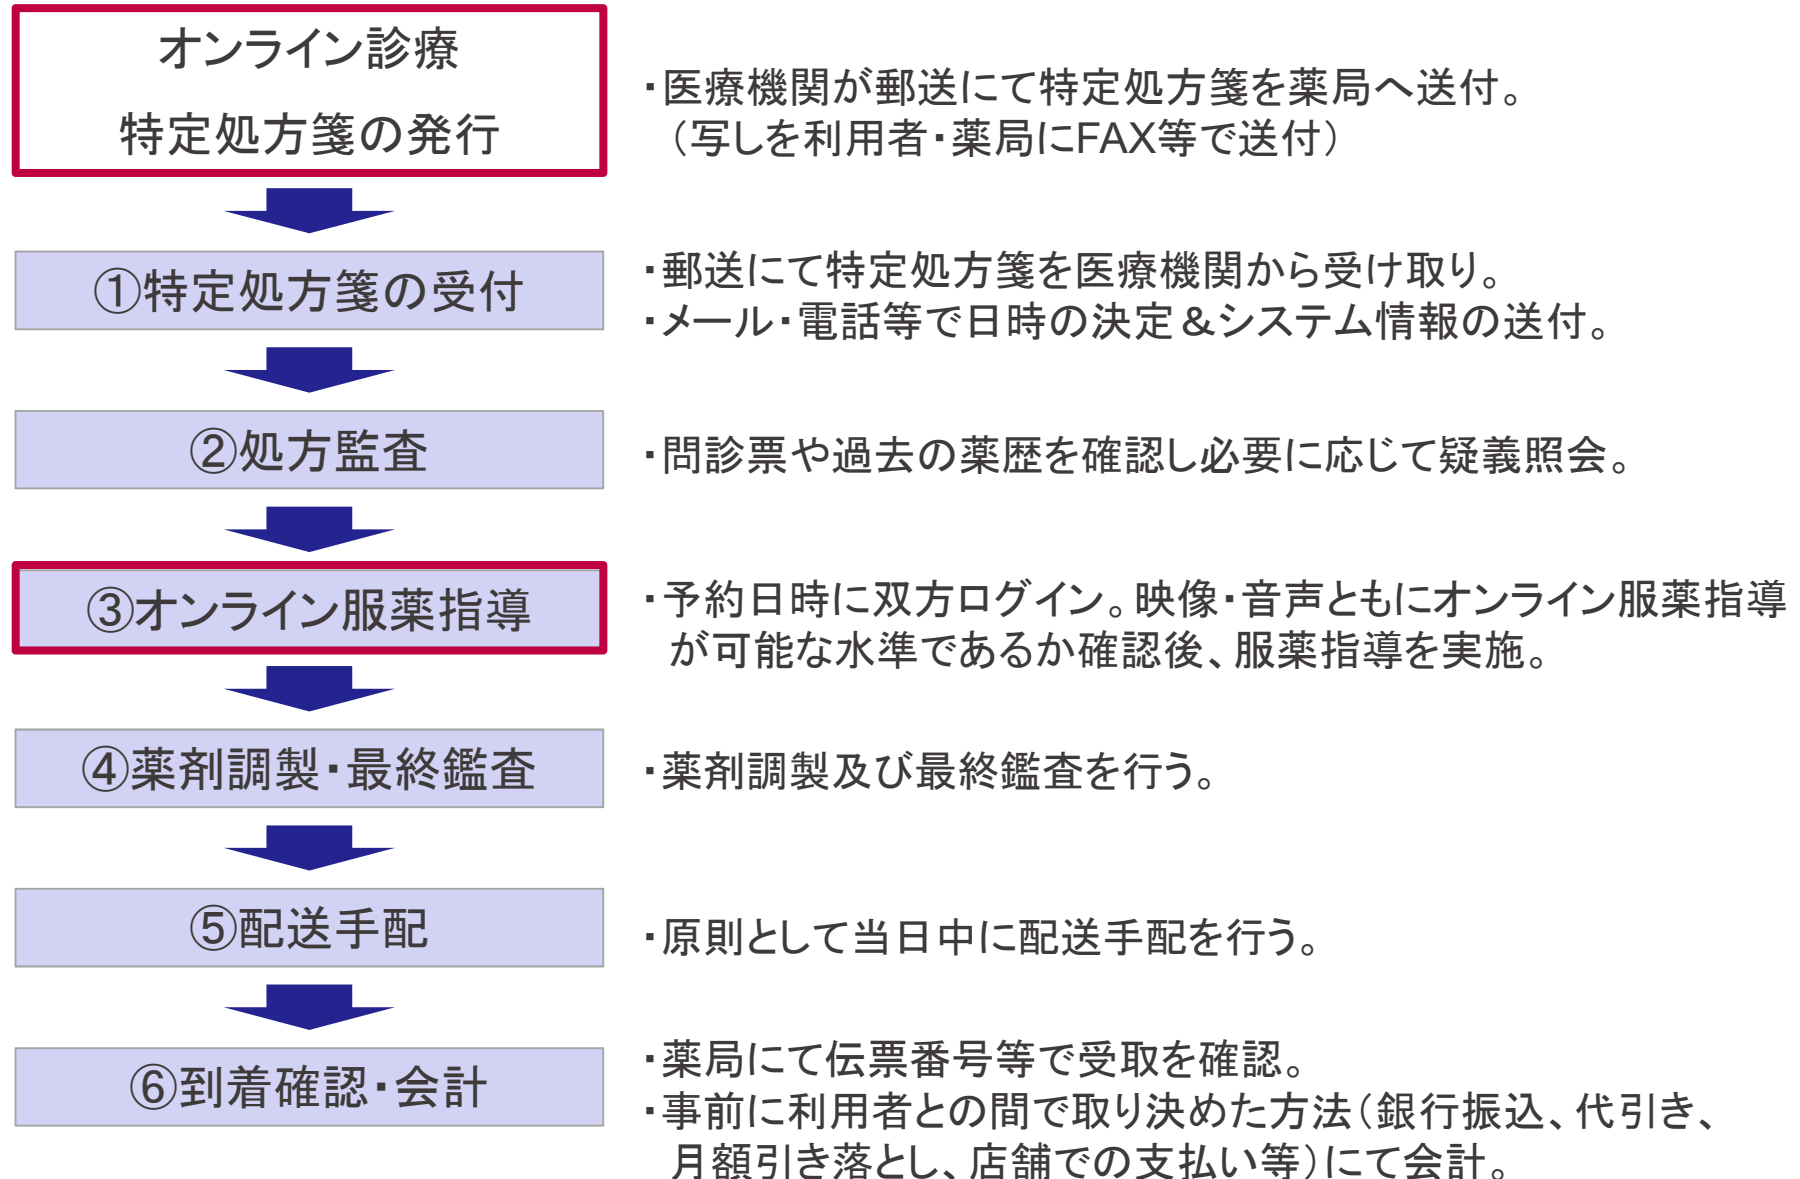 オンライン診療
特定処方箋の発行
・医療機関が郵送にて特定処方箋を薬局へ送付。
（写しを利用者・薬局にFAX等で送付）
①特定処方箋の受付
・郵送にて特定処方箋を医療機関から受け取り。
・メール・電話等で日時の決定＆システム情報の送付。
②処方監査
・問診票や過去の薬歴を確認し必要に応じて疑義照会。
③オンライン服薬指導
・予約日時に双方ログイン。映像・音声ともにオンライン服薬指導
が可能な水準であるか確認後、服薬指導を実施。
④薬剤調製・最終鑑査
・薬剤調製及び最終鑑査を行う。
⑤配送手配
・原則として当日中に配送手配を行う。
⑥到着確認・会計
・薬局にて伝票番号等で受取を確認。
・事前に利用者との間で取り決めた方法（銀行振込、代引き、
月額引き落とし、店舗での支払い等）にて会計。